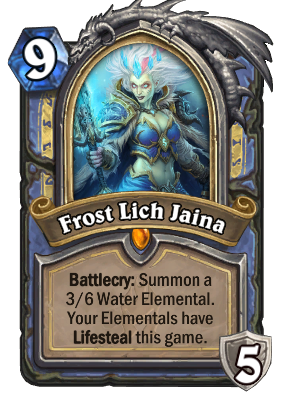 9
Frost Lich Jaina
Battlecry: Summon a
3/6 Water Elemental.
Your Elementals have
Lifesteal this game.
5